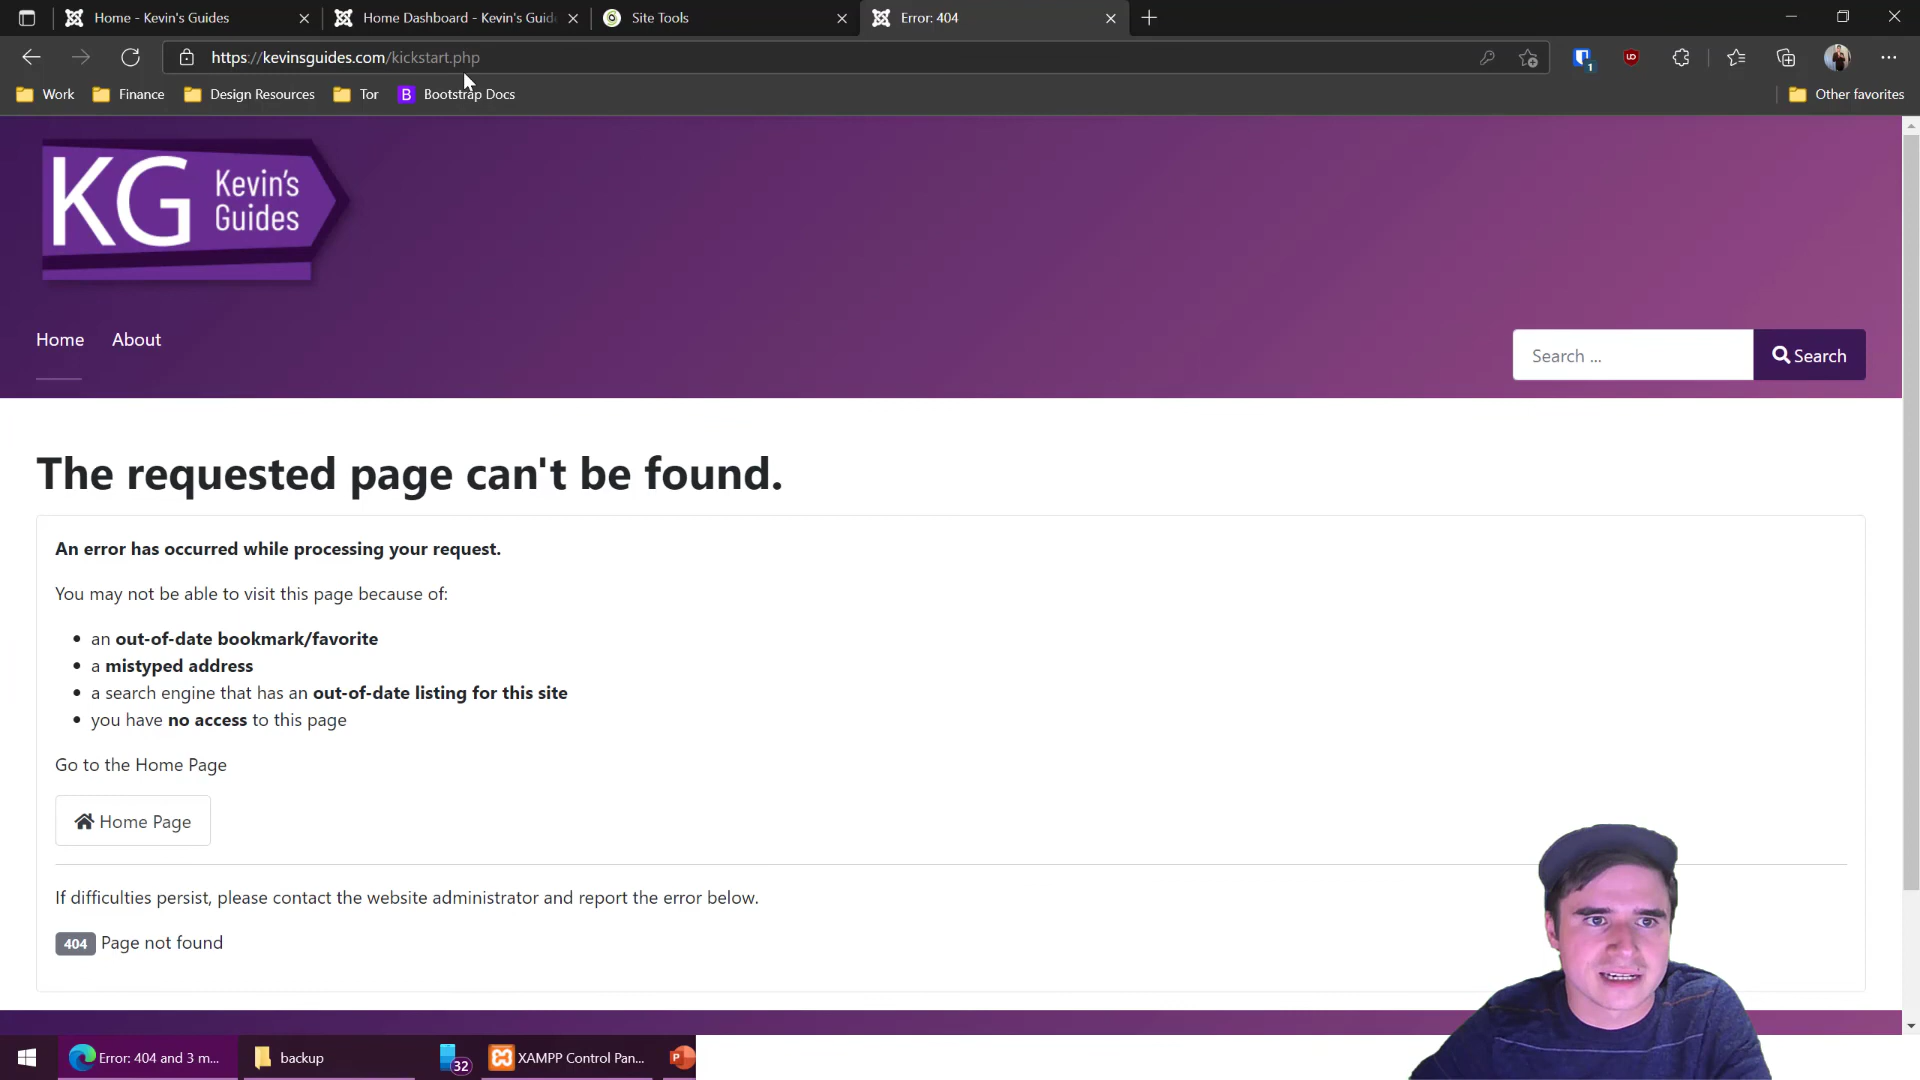 Home - Kevin's Guides
Home Dashboard - Kevin's Guid
Site Tools
Error: 404
https://kevinsguides.com/kickstart.php
UD
1
Work
Finance
Design Resources
Tor
B Bootstrap Docs
Other favorites
KG Kevin's Guides
Home
About
Search ...
Search
The requested page can't be found.
An error has occurred while processing your request.
You may not be able to visit this page because of:
an out-of-date bookmark/favorite
a mistyped address
a search engine that has an out-of-date listing for this site
you have no access to this page
Go to the Home Page
Home Page
If difficulties persist, please contact the website administrator and report the error below.
404 Page not found
Error: 404 and 3 m...
backup
32
XAMPP Control Pan...
P